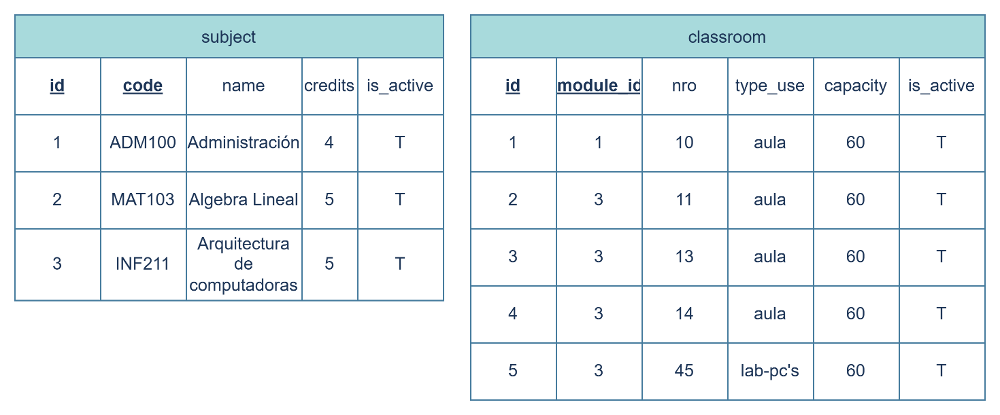 subject
id code name credits is_active
1 ADM100 Administración 4 T
2 MAT103 Algebra Lineal 5 T
3 INF211 Arquitectura de computadoras 5 T
classroom
id module_id nro type_use capacity is_active
1 1 10 aula 60 T
2 3 11 aula 60 T
3 3 13 aula 60 T
4 3 14 aula 60 T
5 3 45 lab-pc's 60 T